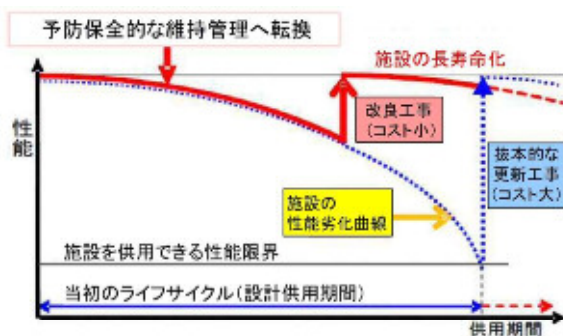 予防保全的な維持管理へ転換
施設の長寿命化
性能
改良工事
(コスト小)
抜本的な
更新工事
(コスト大)
施設の
性能劣化曲線
施設を供用できる性能限界
当初のライフサイクル(設計供用期間)
供用期間